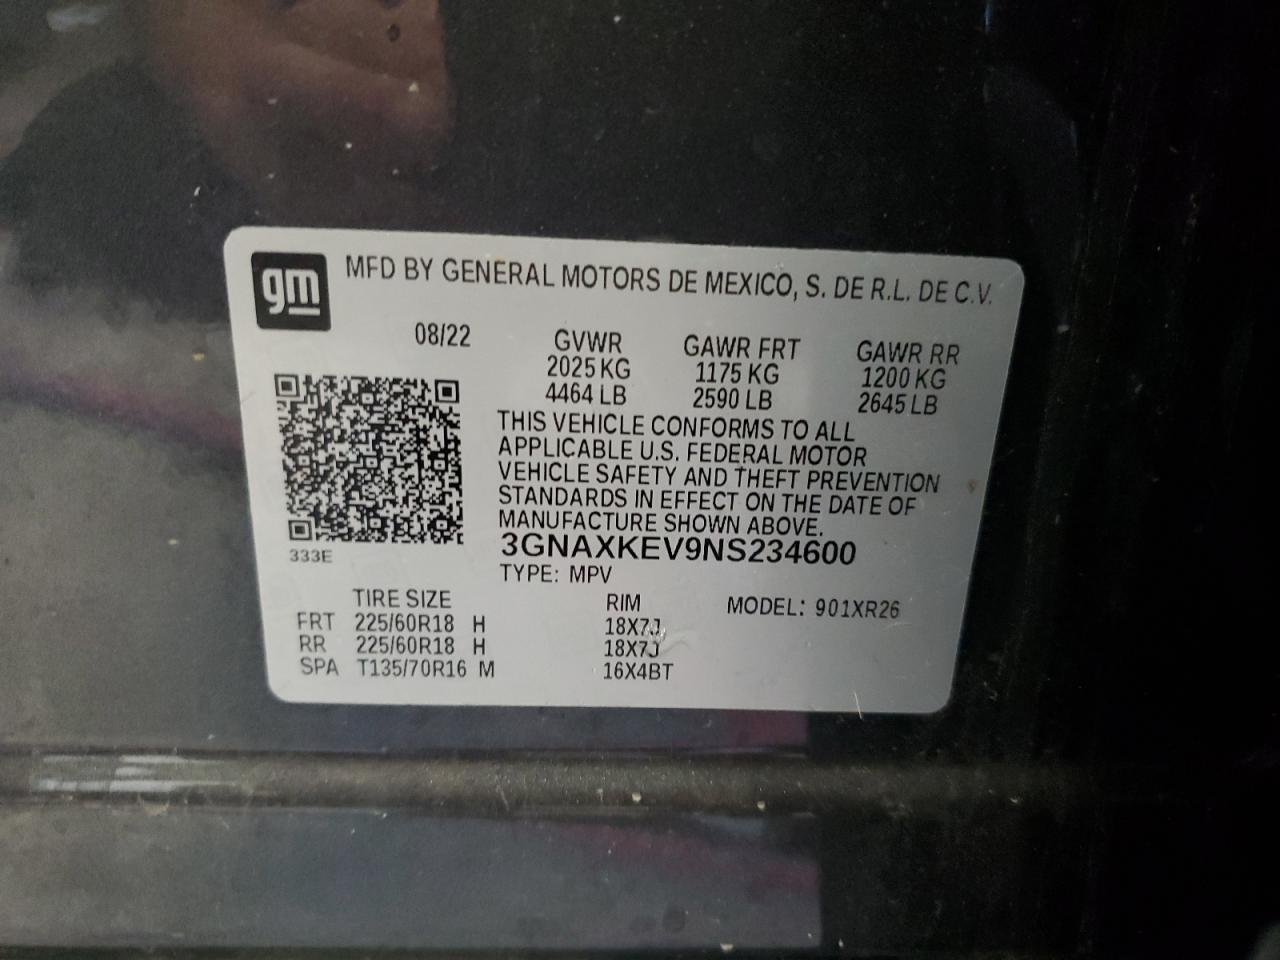 gm
MFD BY GENERAL MOTORS DE MEXICO, S. DE R.L. DE C.V.
08/22 GVWR GAWR FRT GAWR RR
2025 KG 1175 KG 1200 KG
4464 LB 2590 LB 2645 LB
THIS VEHICLE CONFORMS TO ALL
APPLICABLE U.S. FEDERAL MOTOR
VEHICLE SAFETY AND THEFT PREVENTION
STANDARDS IN EFFECT ON THE DATE OF
MANUFACTURE SHOWN ABOVE.
3GNAXKEV9NS234600
333E
TYPE: MPV
TIRE SIZE RIM MODEL: 901XR26
FRT 225/60R18 H 18X7J
RR 225/60R18 H 18X7J
SPA T135/70R16 M 16X4BT